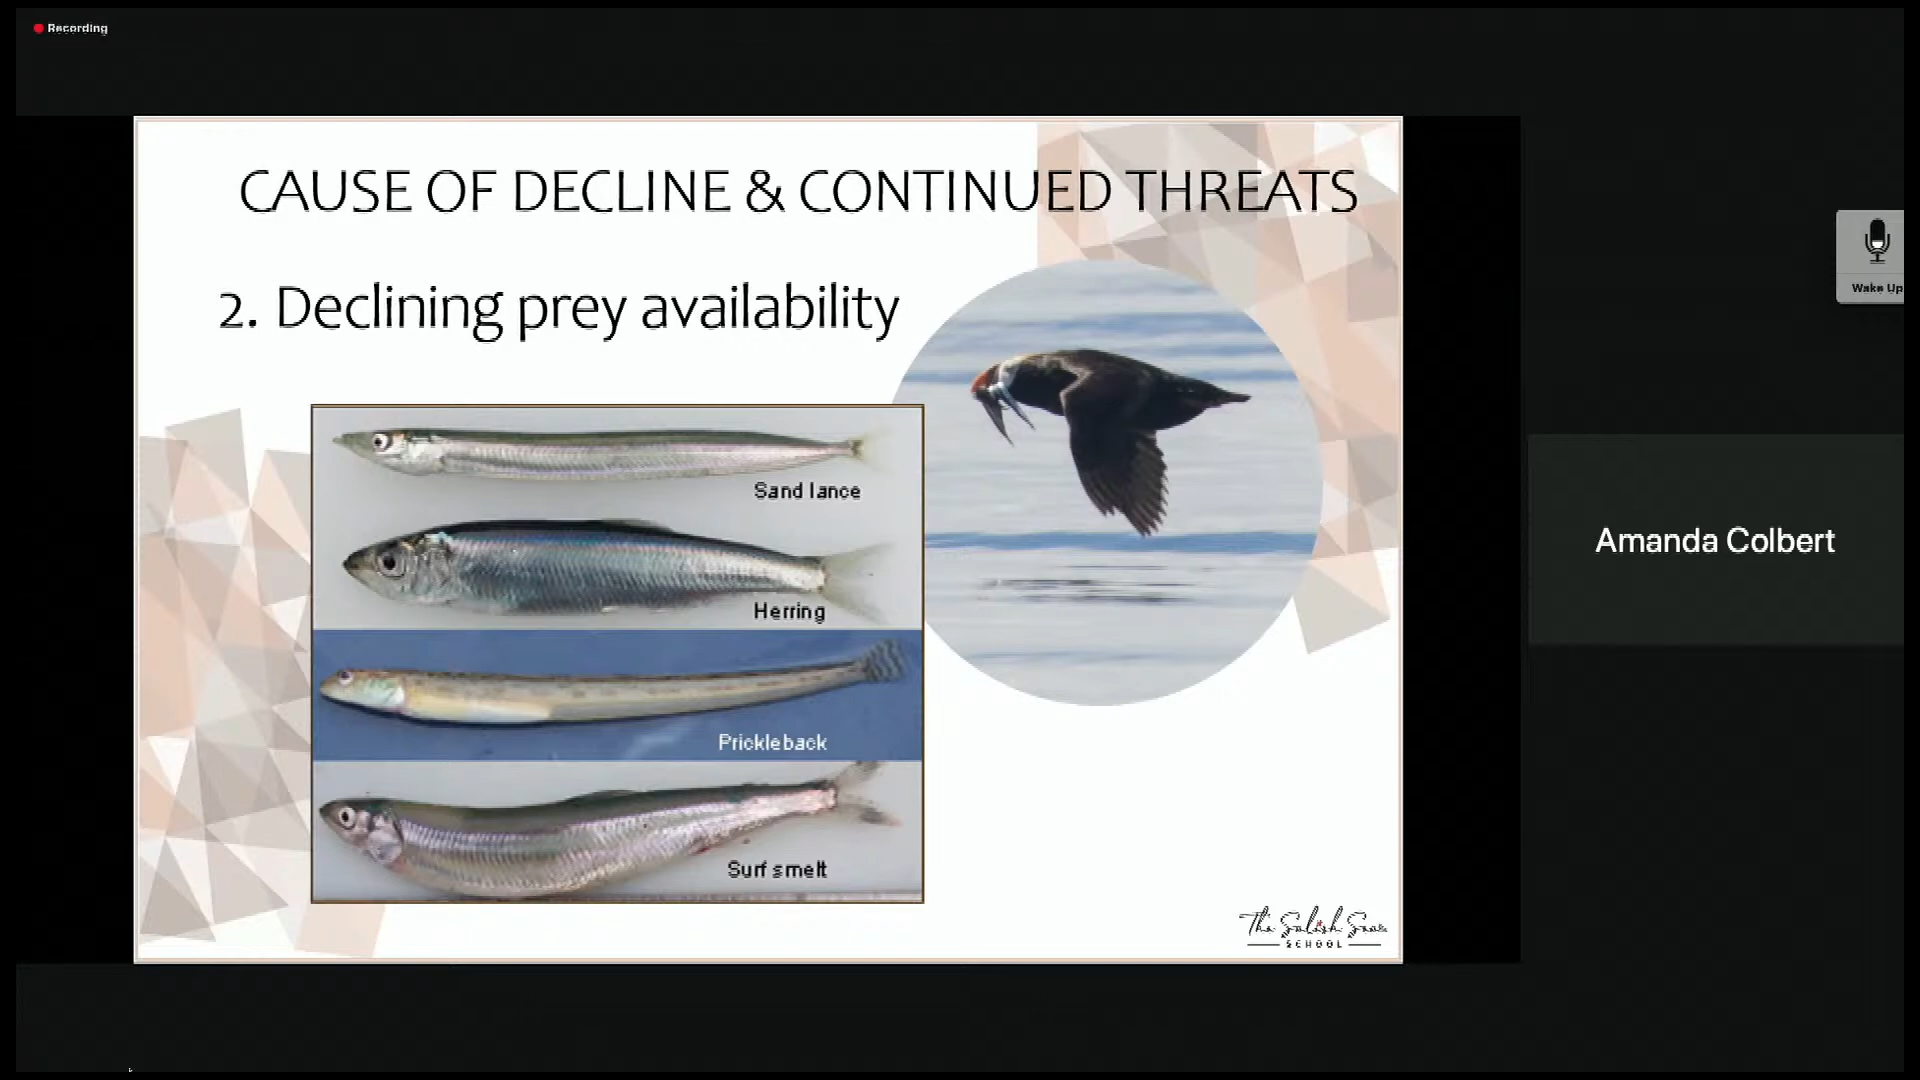 Recording
CAUSE OF DECLINE & CONTINUED THREATS
2. Declining prey availability
Sand lance
Herring
Prickleback
Surf smelt
The Salish Seas
SCHOOL
Wake Up
Amanda Colbert